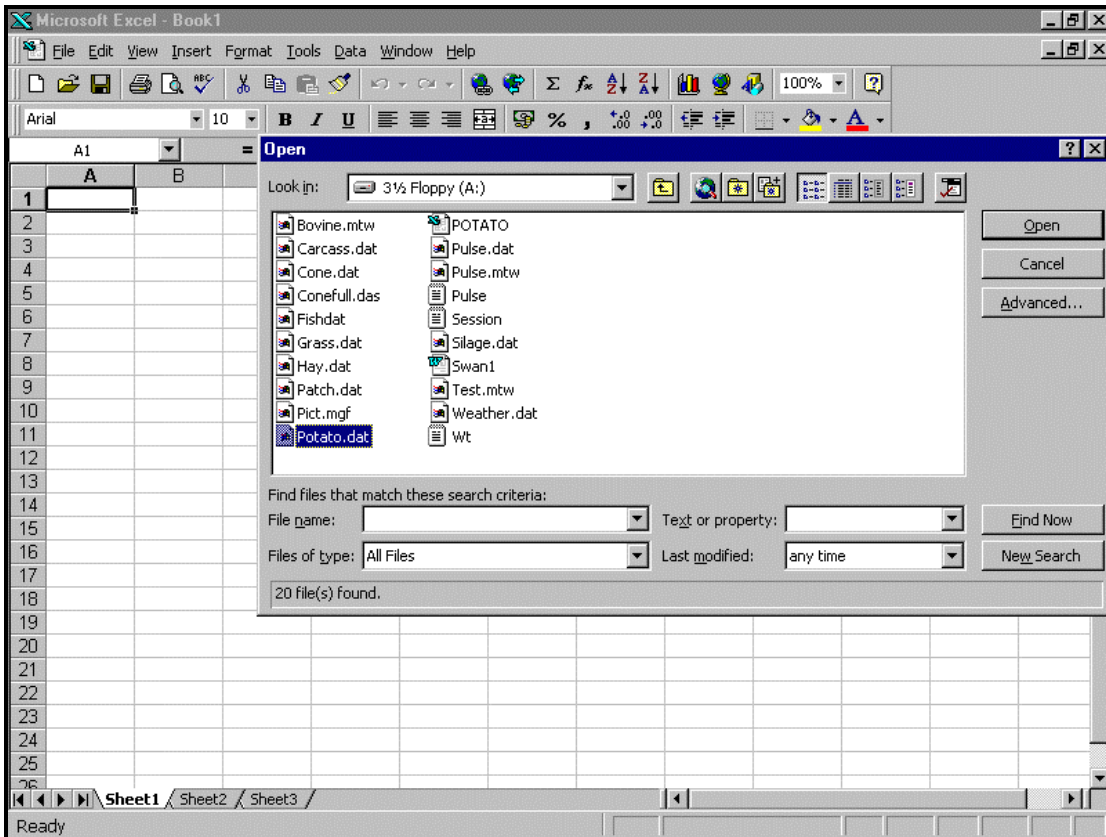 Microsoft Excel - Book1
File Edit View Insert Format Tools Data Window Help
ABC Σ fx A Z Z A 100% ?
Arial 10 B I U % , .00 .00 A
A1 =
Open
Look in: 3½ Floppy (A:)
Bovine.mtw
Carcass.dat
Cone.dat
Conefull.das
Fishdat
Grass.dat
Hay.dat
Patch.dat
Pict.mgf
Potato.dat
POTATO
Pulse.dat
Pulse.mtw
Pulse
Session
Silage.dat
Swan1
Test.mtw
Weather.dat
Wt
Open
Cancel
Advanced...
Find files that match these search criteria:
File name: Text or property: Find Now
Files of type: All Files Last modified: any time New Search
20 file(s) found.
A B
1
2
3
4
5
6
7
8
9
10
11
12
13
14
15
16
17
18
19
20
21
22
23
24
25
26
Sheet1 Sheet2 Sheet3
Ready